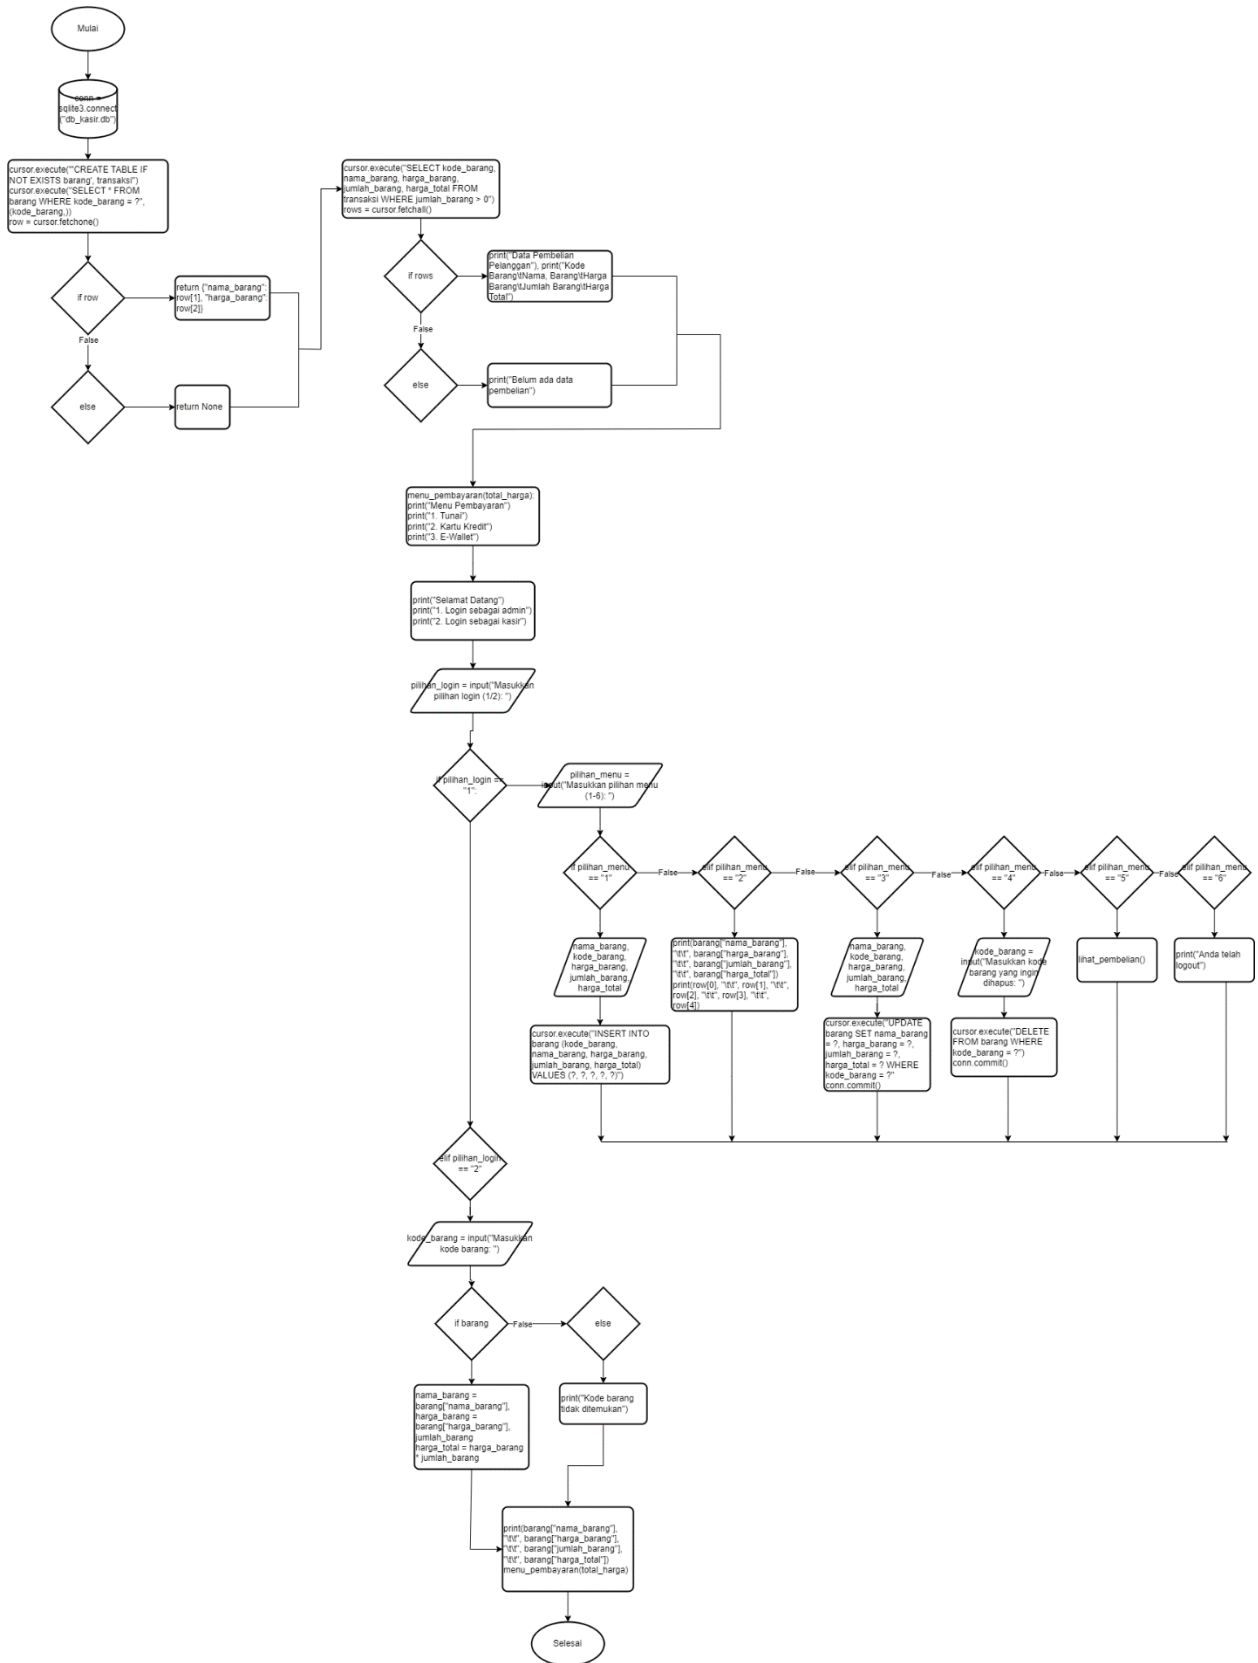 Mulai
conn =
sqlite3.connect
("db_kasir.db")
cursor.execute('"CREATE TABLE IF
NOT EXISTS barang', transaksi")
cursor.execute("SELECT * FROM
barang WHERE kode_barang = ?",
(kode_barang,))
row = cursor.fetchone()
if row
return {"nama_barang":
row[1], "harga_barang":
row[2]}
False
else
return None
cursor.execute("SELECT kode_barang,
nama_barang, harga_barang,
jumlah_barang, harga_total FROM
transaksi WHERE jumlah_barang > 0")
rows = cursor.fetchall()
if rows
print("Data Pembelian
Pelanggan"), print("Kode
Barang\tNama, Barang\tHarga
Barang\tJumlah Barang\tHarga
Total")
False
else
print("Belum ada data
pembelian")
menu_pembayaran(total_harga):
print("Menu Pembayaran")
print("1. Tunai")
print("2. Kartu Kredit")
print("3. E-Wallet")
print("Selamat Datang")
print("1. Login sebagai admin")
print("2. Login sebagai kasir")
pilihan_login = input("Masukkan
pilihan login (1/2): ")
if pilihan_login ==
"1":
pilihan_menu =
input("Masukkan pilihan menu
(1-6): ")
if pilihan_menu
== "1"
False
elif pilihan_menu
== "2"
False
elif pilihan_menu
== "3"
False
elif pilihan_menu
== "4"
False
elif pilihan_menu
== "5"
False
elif pilihan_menu
== "6"
nama_barang,
kode_barang,
harga_barang,
jumlah_barang,
harga_total
cursor.execute("INSERT INTO
barang (kode_barang,
nama_barang, harga_barang,
jumlah_barang, harga_total)
VALUES (?, ?, ?, ?, ?)")
print(barang["nama_barang"],
"\t\t", barang["harga_barang"],
"\t\t", barang["jumlah_barang"],
"\t\t", barang["harga_total"])
print(row[0], "\t\t", row[1], "\t\t",
row[2], "\t\t", row[3], "\t\t",
row[4])
nama_barang,
kode_barang,
harga_barang,
jumlah_barang,
harga_total
cursor.execute("UPDATE
barang SET nama_barang
= ?, harga_barang = ?,
jumlah_barang = ?,
harga_total = ? WHERE
kode_barang = ?"
conn.commit()
kode_barang =
input("Masukkan kode
barang yang ingin
dihapus: ")
cursor.execute("DELETE
FROM barang WHERE
kode_barang = ?")
conn.commit()
lihat_pembelian()
print("Anda telah
logout")
elif pilihan_login
== "2"
kode_barang = input("Masukkan
kode barang: ")
if barang
False
else
nama_barang =
barang["nama_barang"],
harga_barang =
barang["harga_barang"],
jumlah_barang
harga_total = harga_barang
* jumlah_barang
print("Kode barang
tidak ditemukan")
print(barang["nama_barang"],
"\t\t", barang["harga_barang"],
"\t\t", barang["jumlah_barang"],
"\t\t", barang["harga_total"])
menu_pembayaran(total_harga)
Selesai